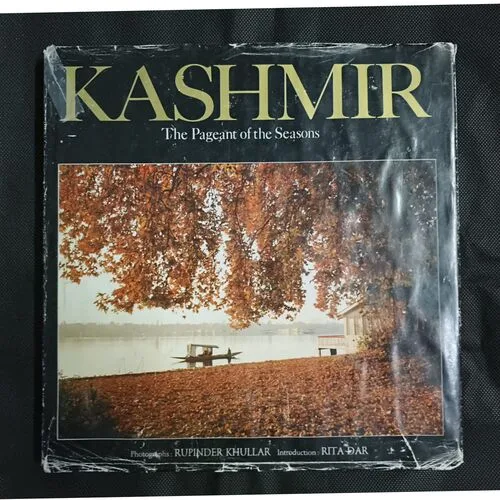 KASHMIR
The Pageant of the Seasons
Photographs : RUPINDER KHULLAR Introduction : RITA DAR